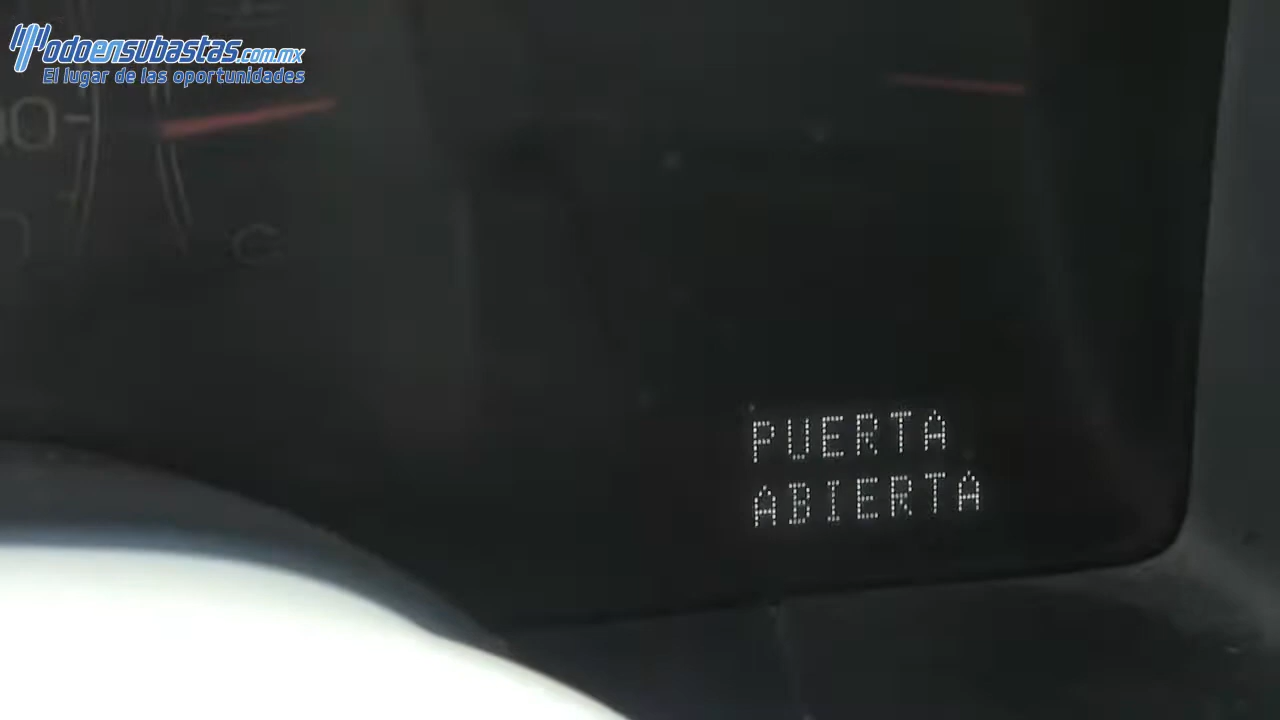 Todoensubastas.com.mx
El lugar de las oportunidades
C
PUERTA
ABIERTA